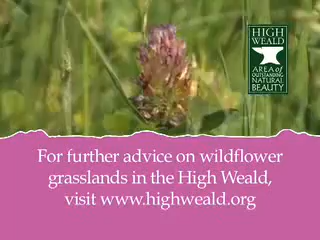 HIGH
WEALD
AREA of
OUTSTANDING
NATURAL
BEAUTY
For further advice on wildflower
grasslands in the High Weald,
visit www.highweald.org